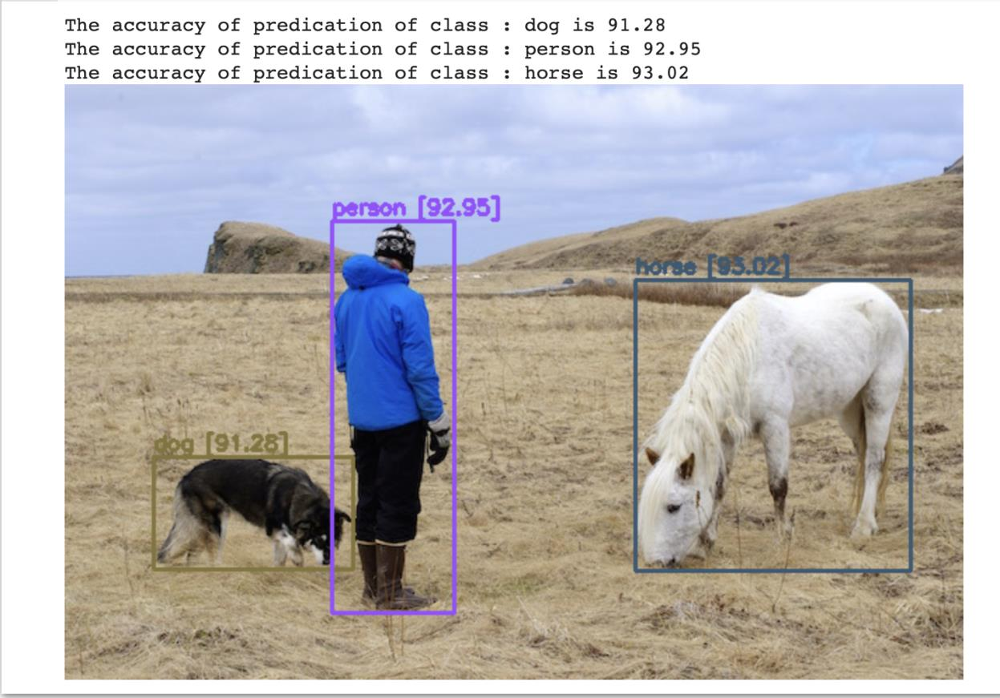 The accuracy of predication of class : dog is 91.28
The accuracy of predication of class : person is 92.95
The accuracy of predication of class : horse is 93.02
person [92.95]
horse [93.02]
dog [91.28]